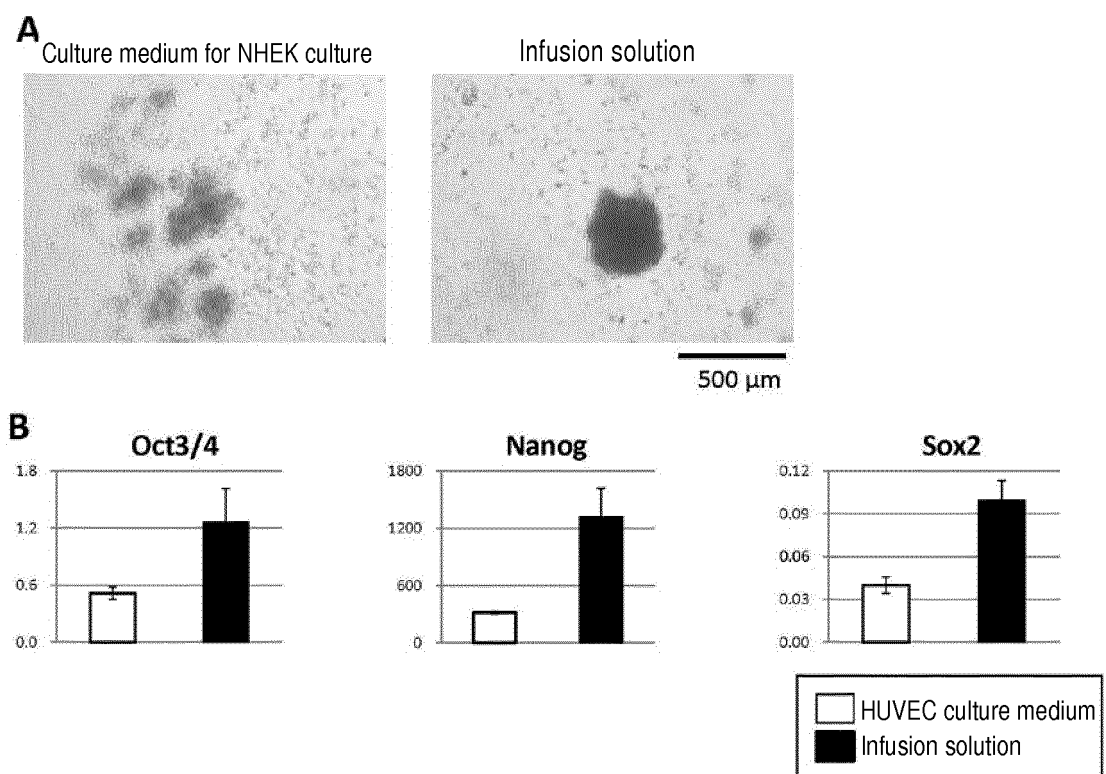 A
Culture medium for NHEK culture
Infusion solution
500 µm
B
Oct3/4
1.8
1.2
0.6
0.0
Nanog
1800
1200
600
0
Sox2
0.12
0.09
0.06
0.03
0.00
HUVEC culture medium
Infusion solution